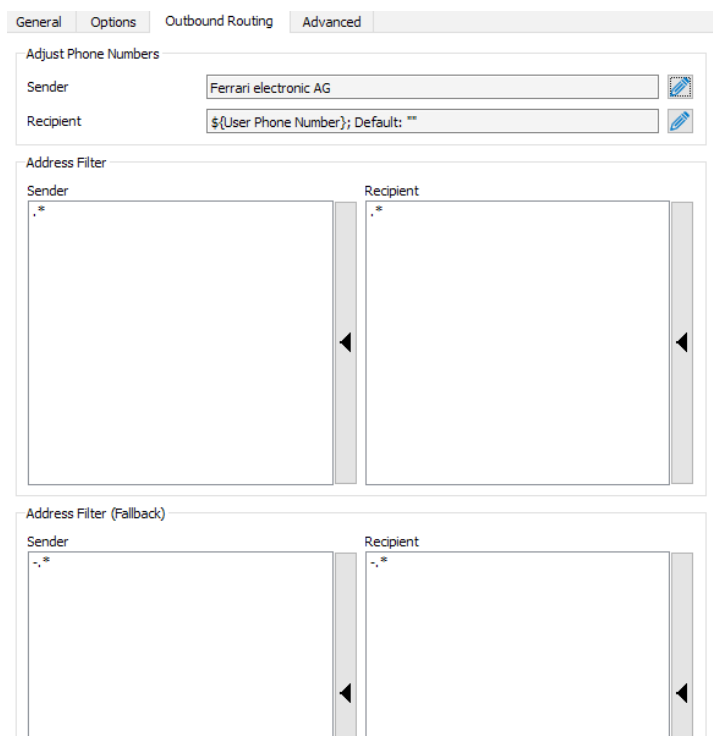 General Options Outbound Routing Advanced
Adjust Phone Numbers
Sender Ferrari electronic AG
Recipient ${User Phone Number}; Default: ""
Address Filter
Sender Recipient
.* .*
Address Filter (Fallback)
Sender Recipient
-.* -.*